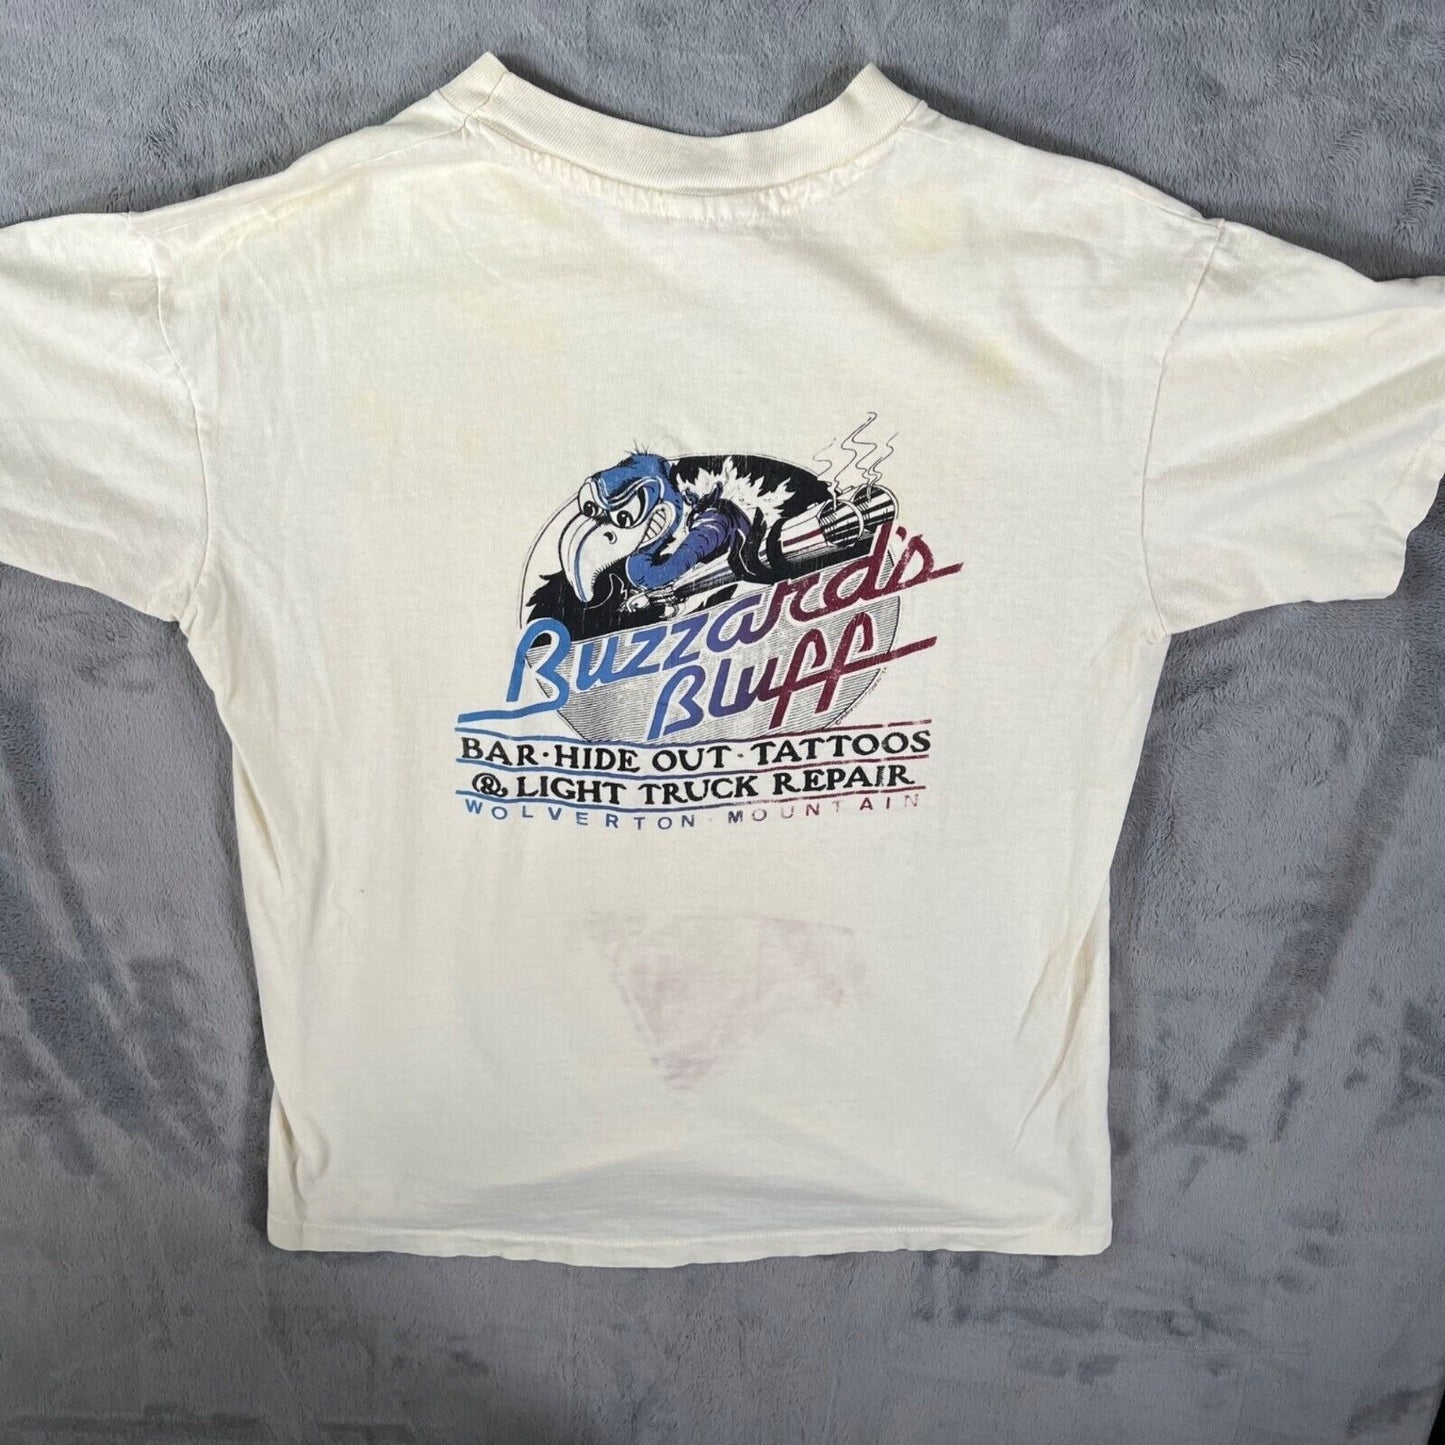 Buzzard's
Bluff
BAR · HIDE OUT · TATTOOS
& LIGHT TRUCK REPAIR
WOLVERTON · MOUNTAIN